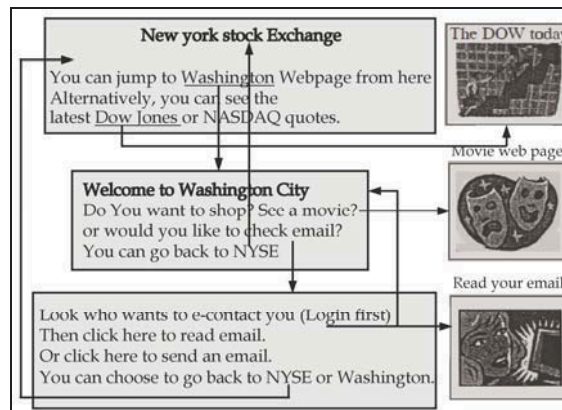 New york stock Exchange
You can jump to Washington Webpage from here
Alternatively, you can see the
latest Dow Jones or NASDAQ quotes.
The DOW today
Movie web page
Welcome to Washington City
Do You want to shop? See a movie?
or would you like to check email?
You can go back to NYSE
Read your email
Look who wants to e-contact you (Login first)
Then click here to read email.
Or click here to send an email.
You can choose to go back to NYSE or Washington.